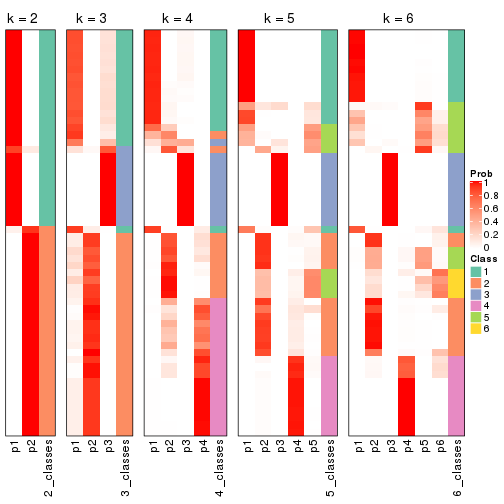 k = 2
k = 3
k = 4
k = 5
k = 6
p1
p2
2_classes
p1
p2
p3
3_classes
p1
p2
p3
p4
4_classes
p1
p2
p3
p4
p5
5_classes
p1
p2
p3
p4
p5
p6
6_classes
Prob
1
0.8
0.6
0.4
0.2
0
Class
1
2
3
4
5
6